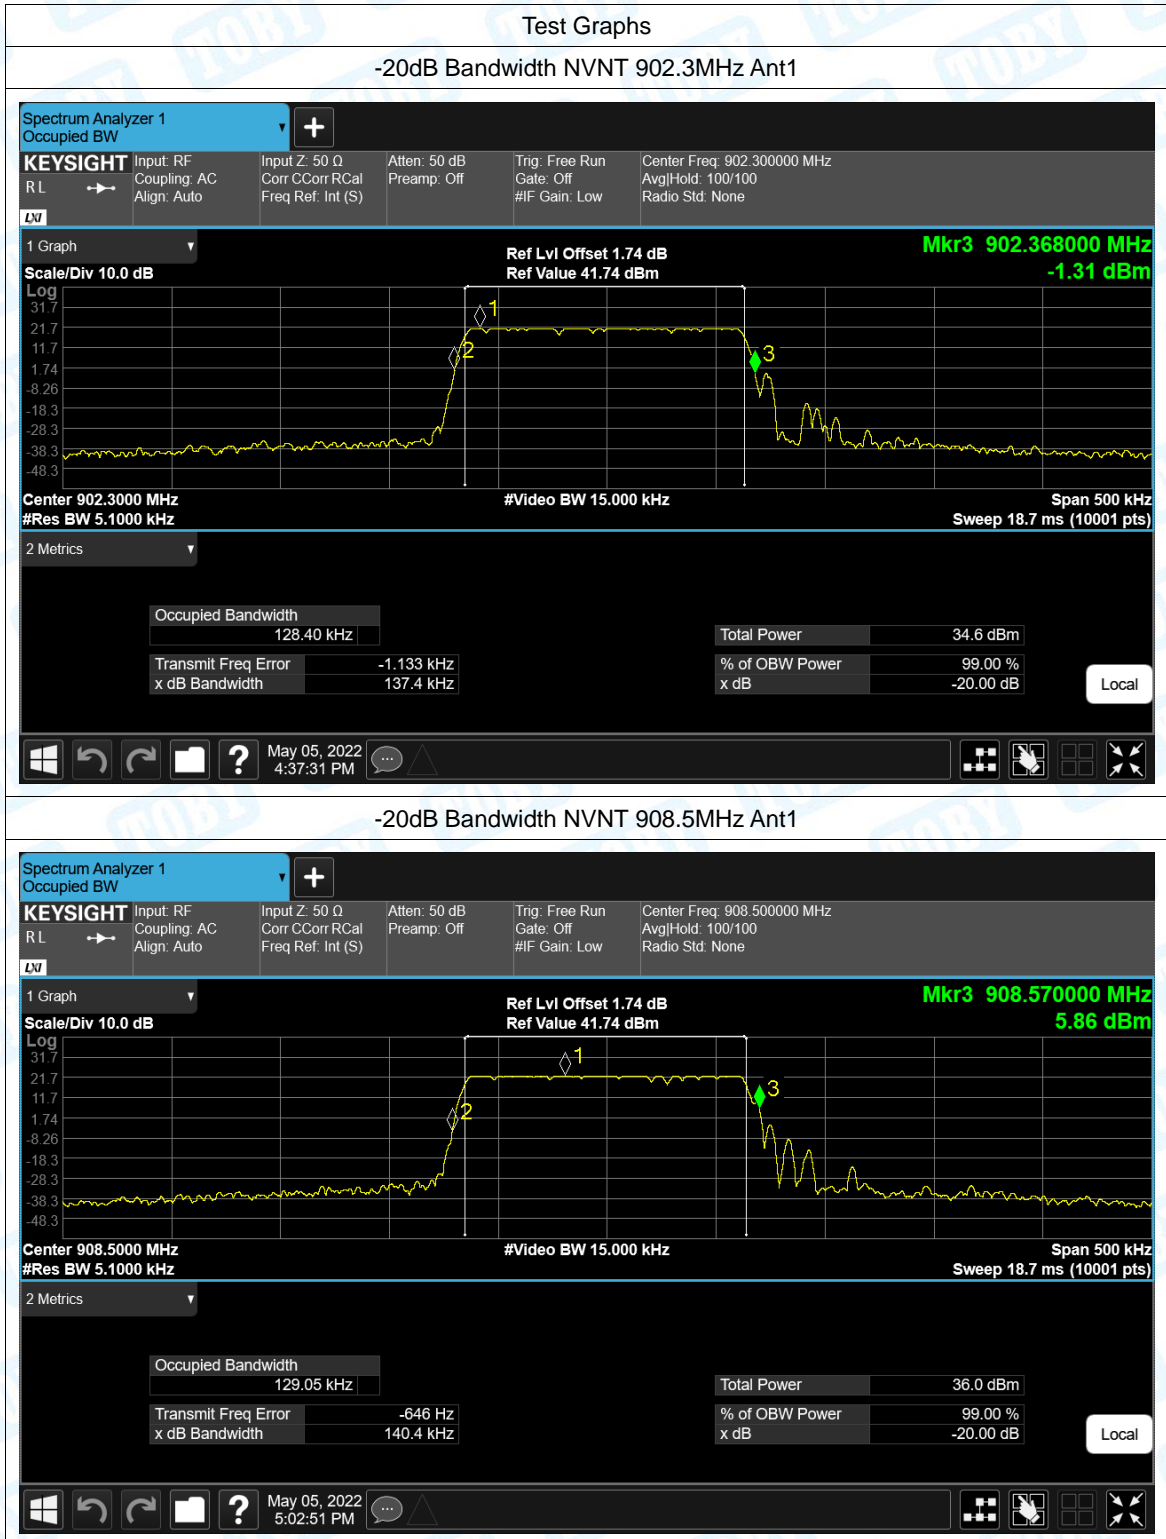 Test Graphs
-20dB Bandwidth NVNT 902.3MHz Ant1
Spectrum Analyzer 1
Occupied BW
KEYSIGHT Input: RF Input Z: 50 Ω Atten: 50 dB Trig: Free Run Center Freq: 902.300000 MHz
R L Coupling: AC Corr CCorr RCal Preamp: Off Gate: Off Avg|Hold: 100/100
Align: Auto Freq Ref: Int (S) #IF Gain: Low Radio Std: None
LXI
1 Graph Ref Lvl Offset 1.74 dB Mkr3 902.368000 MHz
Scale/Div 10.0 dB Ref Value 41.74 dBm -1.31 dBm
Log
31.7 1
21.7
11.7 2 3
1.74
-8.26
-18.3
-28.3
-38.3
-48.3
Center 902.3000 MHz #Video BW 15.000 kHz Span 500 kHz
#Res BW 5.1000 kHz Sweep 18.7 ms (10001 pts)
2 Metrics
Occupied Bandwidth
128.40 kHz Total Power 34.6 dBm
Transmit Freq Error -1.133 kHz % of OBW Power 99.00 %
x dB Bandwidth 137.4 kHz x dB -20.00 dB Local
? May 05, 2022
4:37:31 PM
-20dB Bandwidth NVNT 908.5MHz Ant1
Spectrum Analyzer 1
Occupied BW
KEYSIGHT Input: RF Input Z: 50 Ω Atten: 50 dB Trig: Free Run Center Freq: 908.500000 MHz
R L Coupling: AC Corr CCorr RCal Preamp: Off Gate: Off Avg|Hold: 100/100
Align: Auto Freq Ref: Int (S) #IF Gain: Low Radio Std: None
LXI
1 Graph Ref Lvl Offset 1.74 dB Mkr3 908.570000 MHz
Scale/Div 10.0 dB Ref Value 41.74 dBm 5.86 dBm
Log
31.7 1
21.7
11.7 3
1.74 2
-8.26
-18.3
-28.3
-38.3
-48.3
Center 908.5000 MHz #Video BW 15.000 kHz Span 500 kHz
#Res BW 5.1000 kHz Sweep 18.7 ms (10001 pts)
2 Metrics
Occupied Bandwidth
129.05 kHz Total Power 36.0 dBm
Transmit Freq Error -646 Hz % of OBW Power 99.00 %
x dB Bandwidth 140.4 kHz x dB -20.00 dB Local
? May 05, 2022
5:02:51 PM